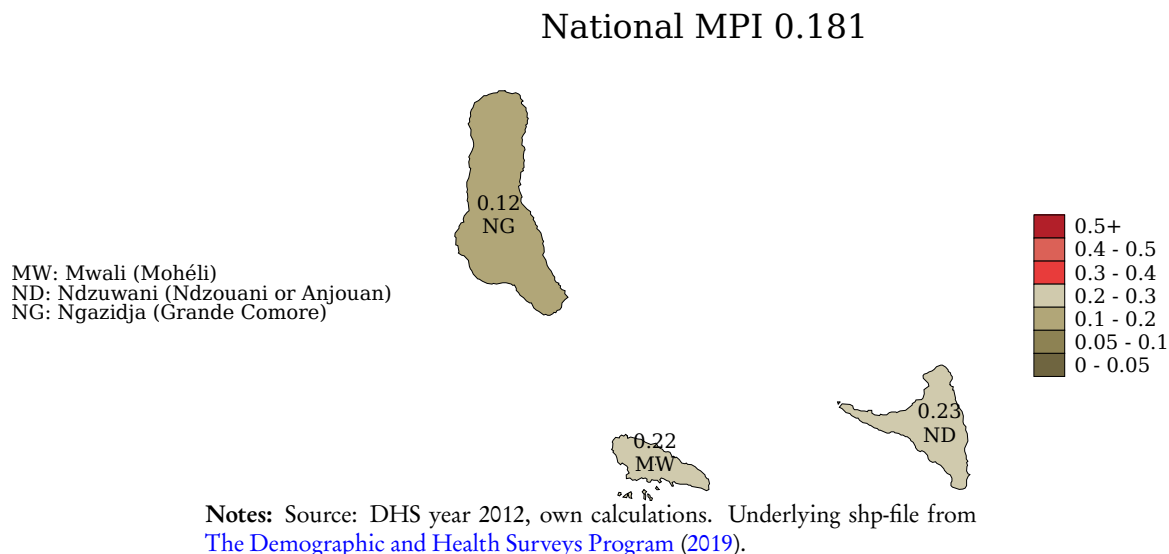 National MPI 0.181
0.12
NG
MW: Mwali (Mohéli)
ND: Ndzuwani (Ndzouani or Anjouan)
NG: Ngazidja (Grande Comore)
0.5+
0.4 - 0.5
0.3 - 0.4
0.2 - 0.3
0.1 - 0.2
0.05 - 0.1
0 - 0.05
0.23
ND
0.22
MW
Notes: Source: DHS year 2012, own calculations. Underlying shp-file from
The Demographic and Health Surveys Program (2019).